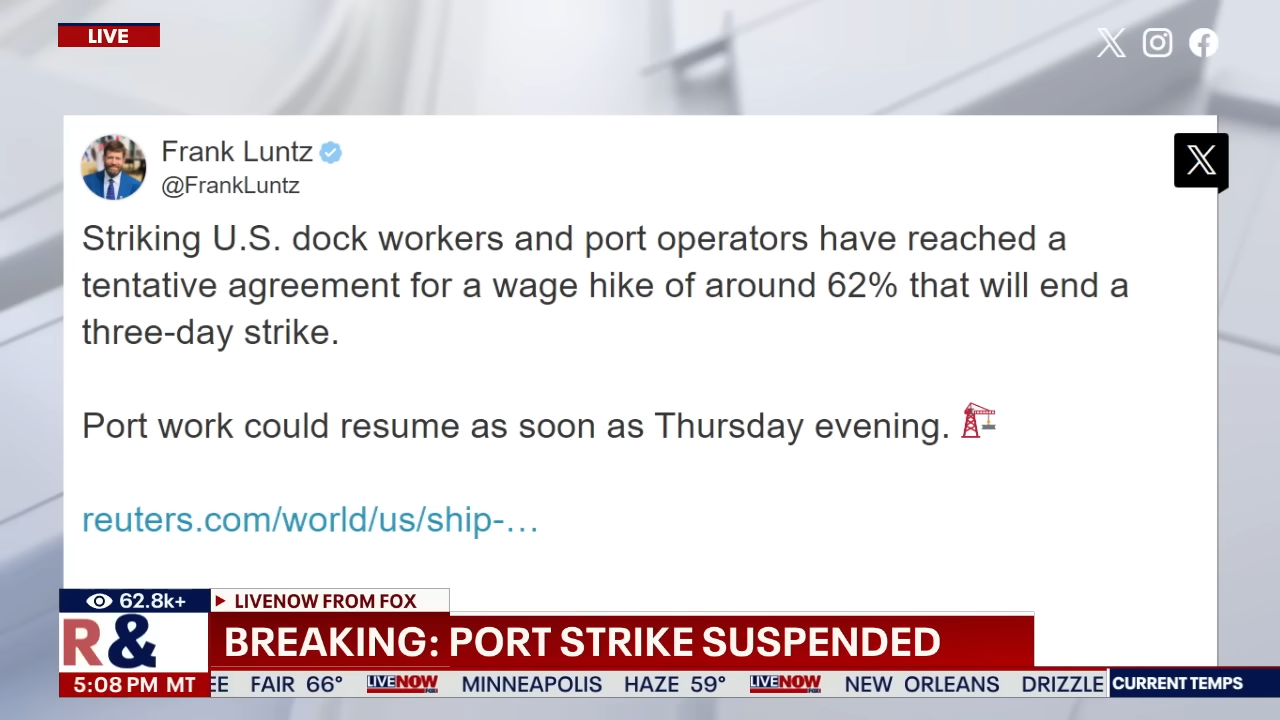 LIVE
Frank Luntz
@FrankLuntz
Striking U.S. dock workers and port operators have reached a
tentative agreement for a wage hike of around 62% that will end a
three-day strike.
Port work could resume as soon as Thursday evening.
reuters.com/world/us/ship-…
62.8k+
LIVENOW FROM FOX
R&
BREAKING: PORT STRIKE SUSPENDED
5:08 PM MT
EE FAIR 66° LIVENOW MINNEAPOLIS HAZE 59° LIVENOW NEW ORLEANS DRIZZLE CURRENT TEMPS